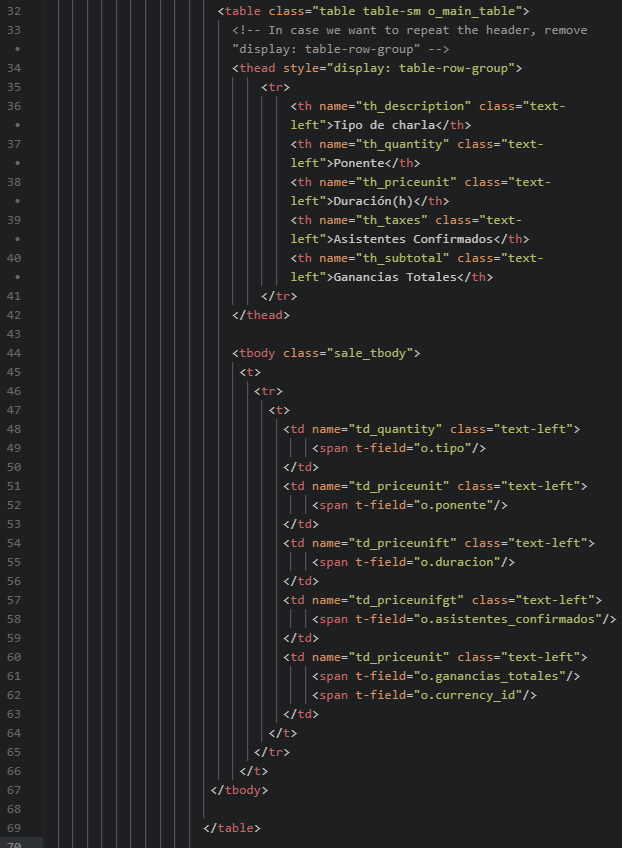 32 <table class="table table-sm o_main_table">
33 <!-- In case we want to repeat the header, remove
• "display: table-row-group" -->
34 <thead style="display: table-row-group">
35 <tr>
36 <th name="th_description" class="text-
• left">Tipo de charla</th>
37 <th name="th_quantity" class="text-
• left">Ponente</th>
38 <th name="th_priceunit" class="text-
• left">Duración(h)</th>
39 <th name="th_taxes" class="text-
• left">Asistentes Confirmados</th>
40 <th name="th_subtotal" class="text-
• left">Ganancias Totales</th>
41 </tr>
42 </thead>
43
44 <tbody class="sale_tbody">
45 <t>
46 <tr>
47 <t>
48 <td name="td_quantity" class="text-left">
49 <span t-field="o.tipo"/>
50 </td>
51 <td name="td_priceunit" class="text-left">
52 <span t-field="o.ponente"/>
53 </td>
54 <td name="td_priceunift" class="text-left">
55 <span t-field="o.duracion"/>
56 </td>
57 <td name="td_priceunifgt" class="text-left">
58 <span t-field="o.asistentes_confirmados"/>
59 </td>
60 <td name="td_priceunit" class="text-left">
61 <span t-field="o.ganancias_totales"/>
62 <span t-field="o.currency_id"/>
63 </td>
64 </t>
65 </tr>
66 </t>
67 </tbody>
68
69 </table>
70